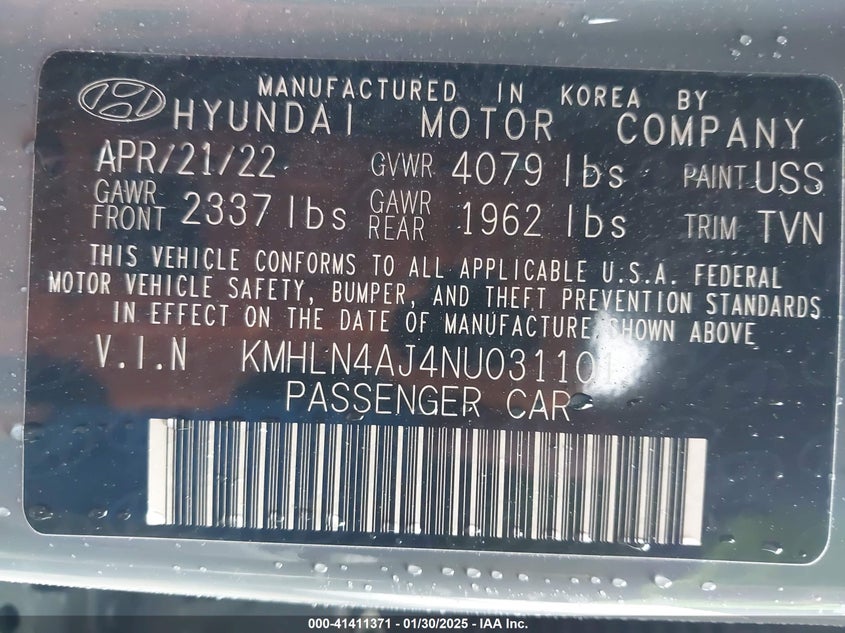 MANUFACTURED IN KOREA BY
HYUNDAI MOTOR COMPANY
APR/21/22 GVWR 4079 lbs PAINT USS
GAWR FRONT 2337 lbs GAWR REAR 1962 lbs TRIM TVN
THIS VEHICLE CONFORMS TO ALL APPLICABLE U.S.A. FEDERAL
MOTOR VEHICLE SAFETY, BUMPER, AND THEFT PREVENTION STANDARDS
IN EFFECT ON THE DATE OF MANUFACTURE SHOWN ABOVE.
V.I.N KMHLN4AJ4NU031101
PASSENGER CAR
000-41411371 - 01/30/2025 - IAA Inc.